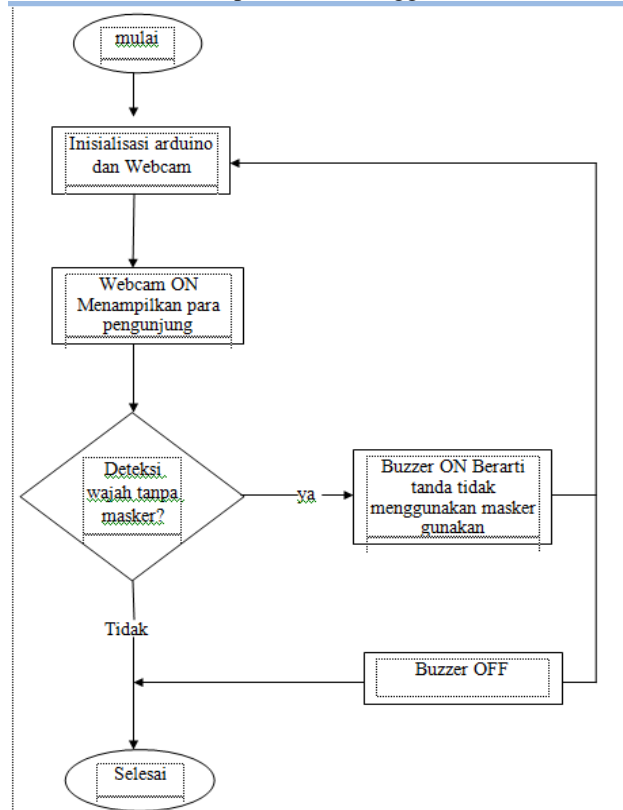 mulai
Inisialisasi arduino
dan Webcam
Webcam ON
Menampilkan para
pengunjung
Deteksi
wajah tanpa
masker?
ya
Buzzer ON Berarti
tanda tidak
menggunakan masker
gunakan
Tidak
Buzzer OFF
Selesai